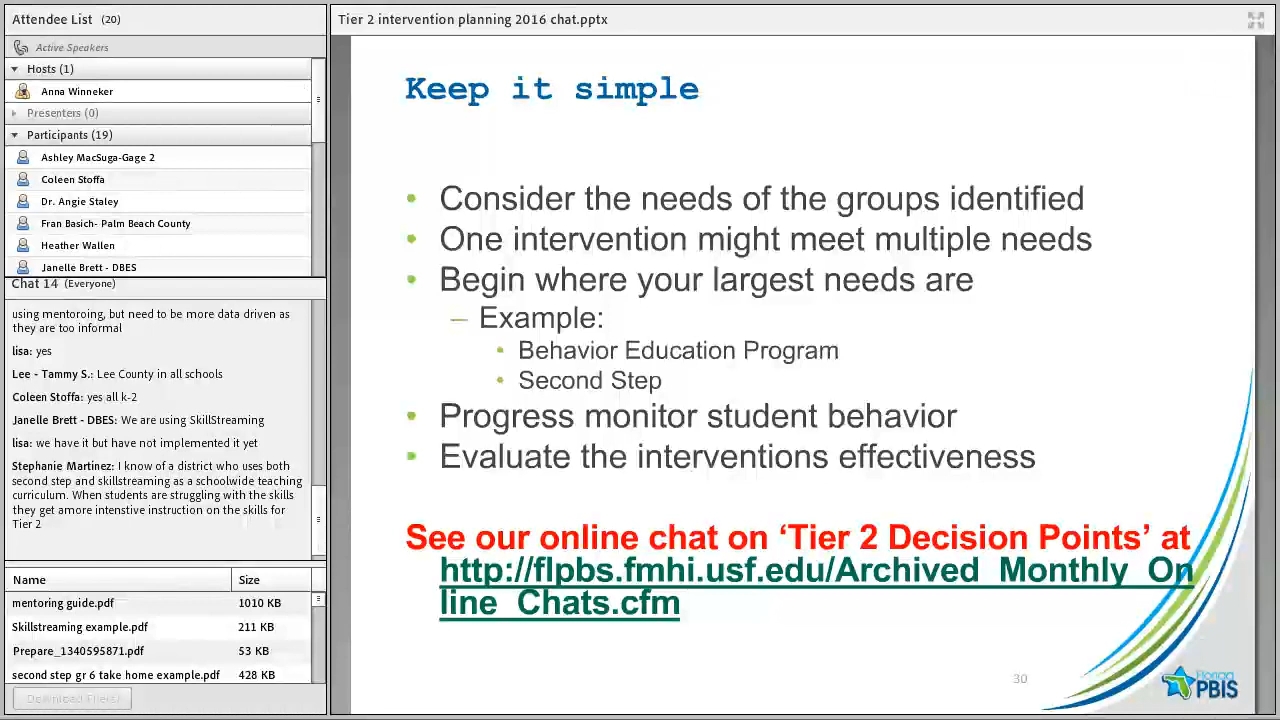 Attendee List (20)
Active Speakers
Hosts (1)
Anna Winneker
Presenters (0)
Participants (19)
Ashley MacSuga-Gage 2
Coleen Stoffa
Dr. Angie Staley
Fran Basich- Palm Beach County
Heather Wallen
Janelle Brett - DBES
Chat 14 (Everyone)
using mentoroing, but need to be more data driven as
they are too informal
lisa: yes
Lee - Tammy S.: Lee County in all schools
Coleen Stoffa: yes all k-2
Janelle Brett - DBES: We are using SkillStreaming
lisa: we have it but have not implemented it yet
Stephanie Martinez: I know of a district who uses both
second step and skillstreaming as a schoolwide teaching
curriculum. When students are struggling with the skills
they get amore intenstive instruction on the skills for
Tier 2
Name Size
mentoring guide.pdf 1010 KB
Skillstreaming example.pdf 211 KB
Prepare_1340595871.pdf 53 KB
second step gr 6 take home example.pdf 428 KB
Download File(s)
Tier 2 intervention planning 2016 chat.pptx
Keep it simple
• Consider the needs of the groups identified
• One intervention might meet multiple needs
• Begin where your largest needs are
– Example:
• Behavior Education Program
• Second Step
• Progress monitor student behavior
• Evaluate the interventions effectiveness
See our online chat on ‘Tier 2 Decision Points’ at
http://flpbs.fmhi.usf.edu/Archived_Monthly_On
line_Chats.cfm
30
Florida
PBIS